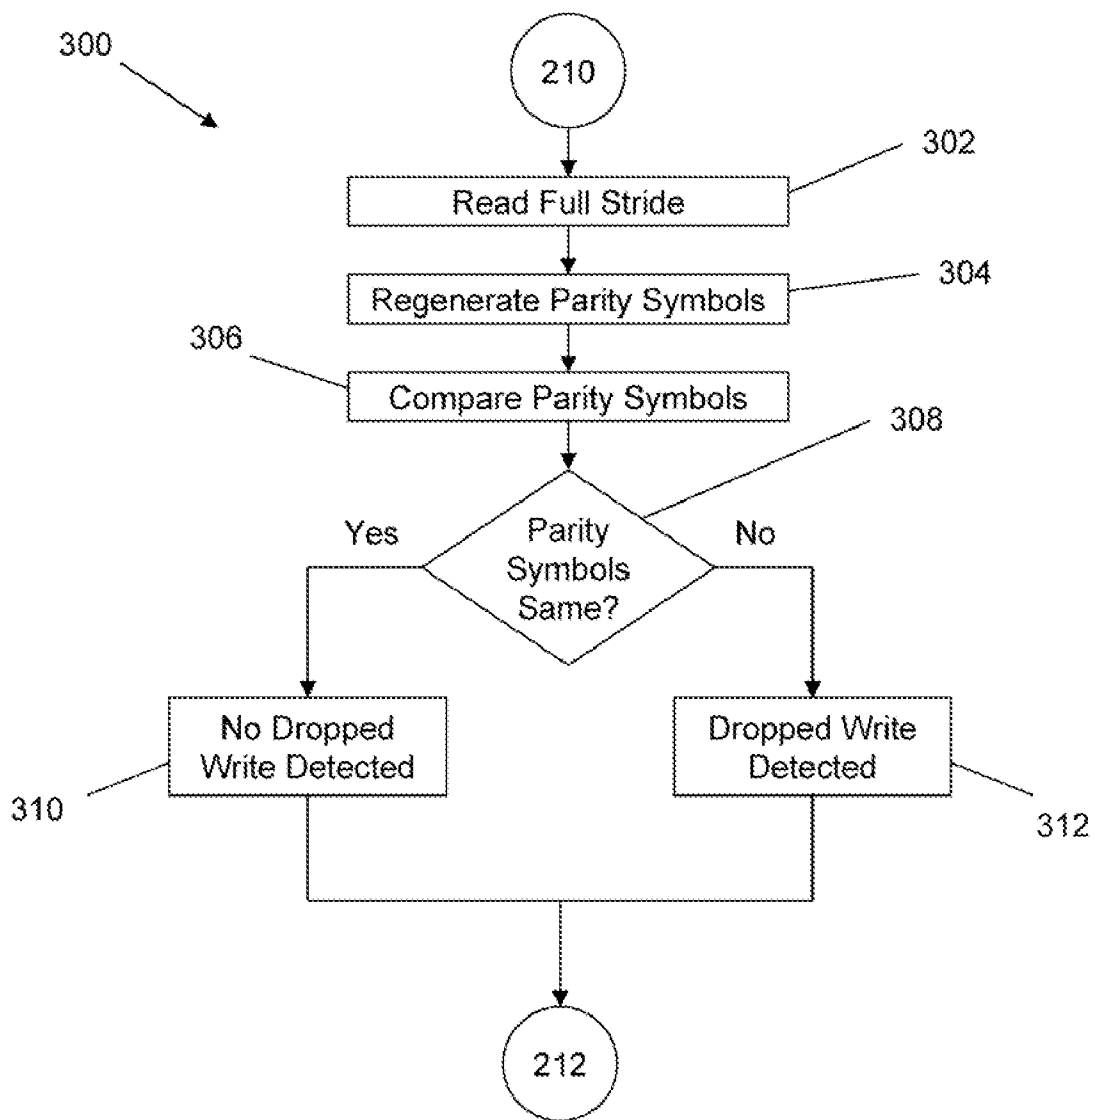 300
210
302
Read Full Stride
304
Regenerate Parity Symbols
306
Compare Parity Symbols
308
Yes
Parity
Symbols
Same?
No
No Dropped
Write Detected
Dropped Write
Detected
310
312
212